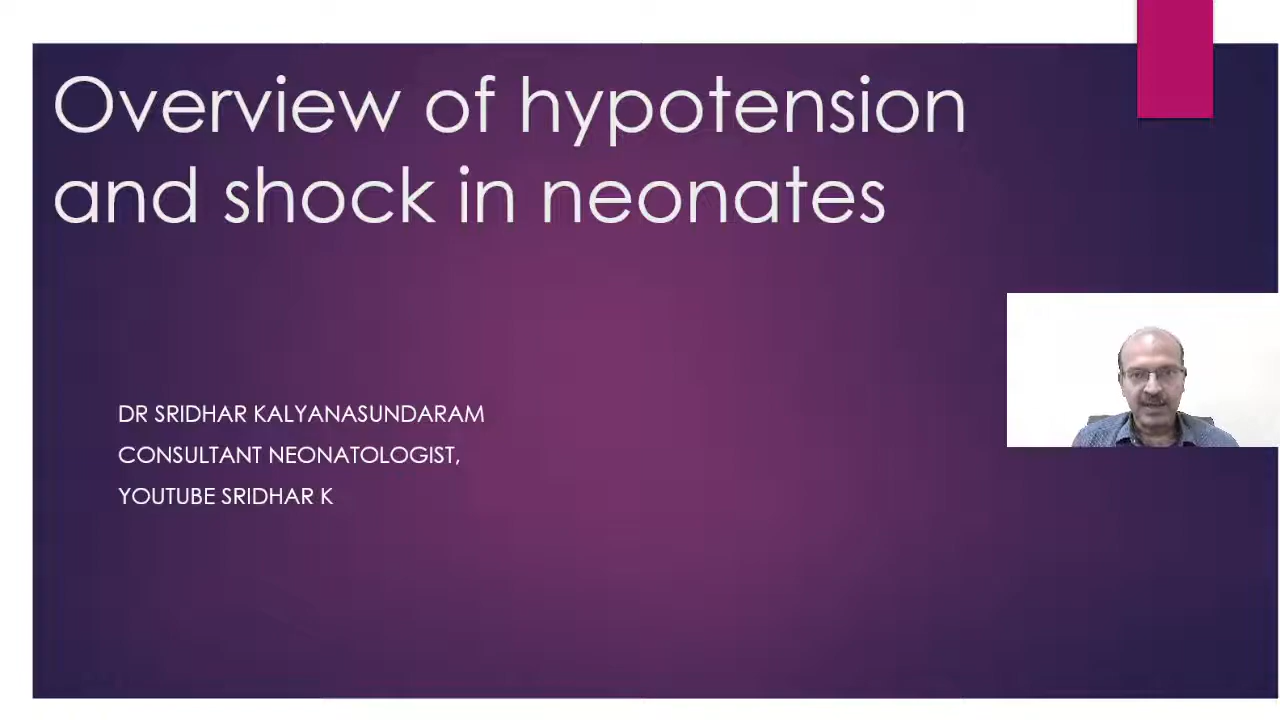 Overview of hypotension
and shock in neonates
DR SRIDHAR KALYANASUNDARAM
CONSULTANT NEONATOLOGIST,
YOUTUBE SRIDHAR K